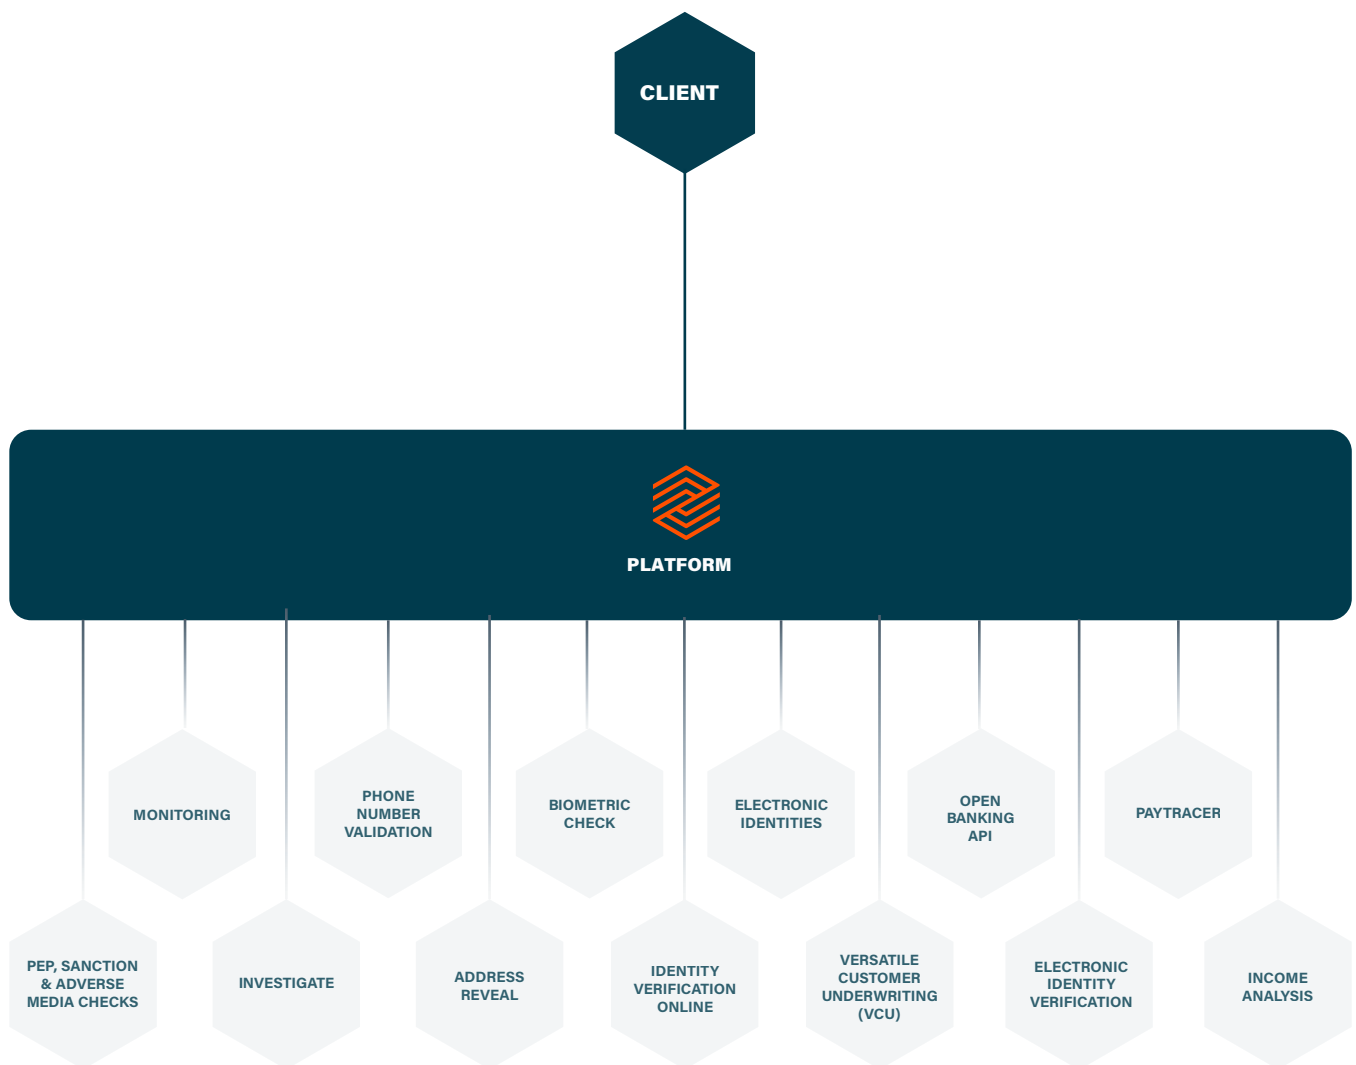 CLIENT
PLATFORM
MONITORING
PHONE
NUMBER
VALIDATION
BIOMETRIC
CHECK
ELECTRONIC
IDENTITIES
OPEN
BANKING
API
PAYTRACER
PEP, SANCTION
& ADVERSE
MEDIA CHECKS
INVESTIGATE
ADDRESS
REVEAL
IDENTITY
VERIFICATION
ONLINE
VERSATILE
CUSTOMER
UNDERWRITING
(VCU)
ELECTRONIC
IDENTITY
VERIFICATION
INCOME
ANALYSIS